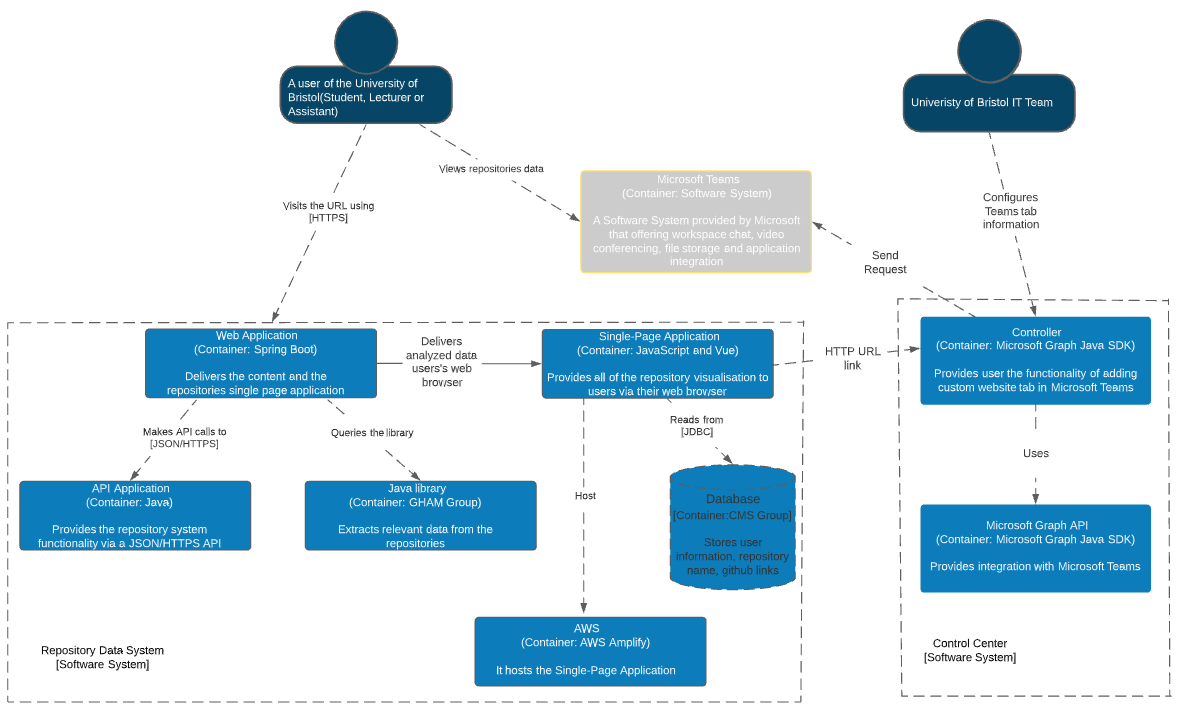 A user of the University of
Bristol(Student, Lecturer or
Assistant)
Univeristy of Bristol IT Team
Views repositories data
Microsoft Teams
(Container: Software System)
A Software System provided by Microsoft
that offering workspace chat, video
conferencing, file storage and application
integration
Visits the URL using
[HTTPS]
Configures
Teams tab
information
Send
Request
Web Application
(Container: Spring Boot)
Delivers the content and the
repositories single page application
Delivers
analyzed data
users's web
browser
Single-Page Application
(Container: JavaScript and Vue)
Provides all of the repository visualisation to
users via their web browser
HTTP URL
link
Controller
(Container: Microsoft Graph Java SDK)
Provides user the functionality of adding
custom website tab in Microsoft Teams
Makes API calls to
[JSON/HTTPS]
Queries the library
Reads from
[JDBC]
Uses
API Application
(Container: Java)
Provides the repository system
functionality via a JSON/HTTPS API
Java library
(Container: GHAM Group)
Extracts relevant data from the
repositories
Host
Database
[Container:CMS Group]
Stores user
information, repository
name, github links
Microsoft Graph API
(Container: Microsoft Graph Java SDK)
Provides integration with Microsoft Teams
AWS
(Container: AWS Amplify)
It hosts the Single-Page Application
Repository Data System
[Software System]
Control Center
[Software System]